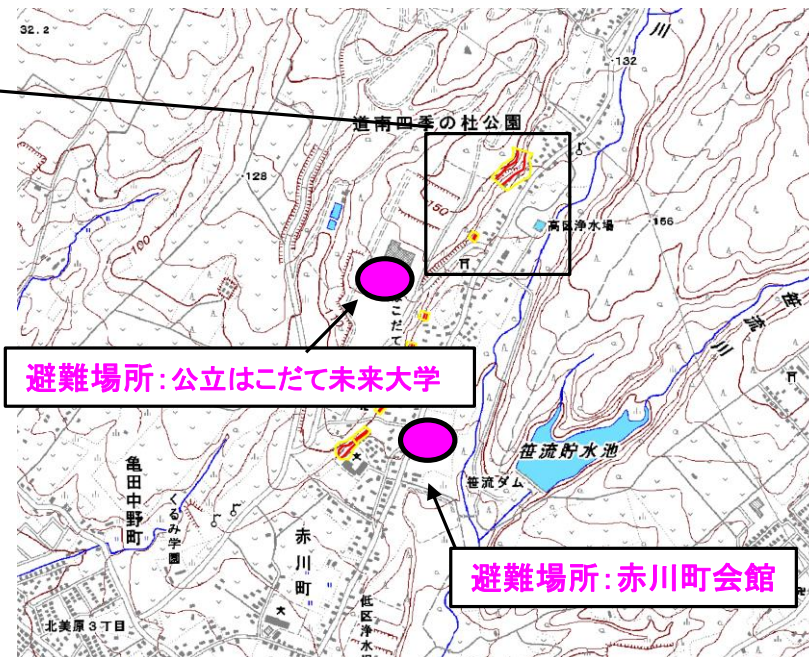 32.2
川
132
道南四季の杜公園
128
150
高区浄水場
156
100
笹流川
こだて
避難場所:公立はこだて未来大学
笹流貯水池
亀田中野町
くるみ学園
笹流ダム
赤川町
避難場所:赤川町会館
北美原3丁目
低区浄水場